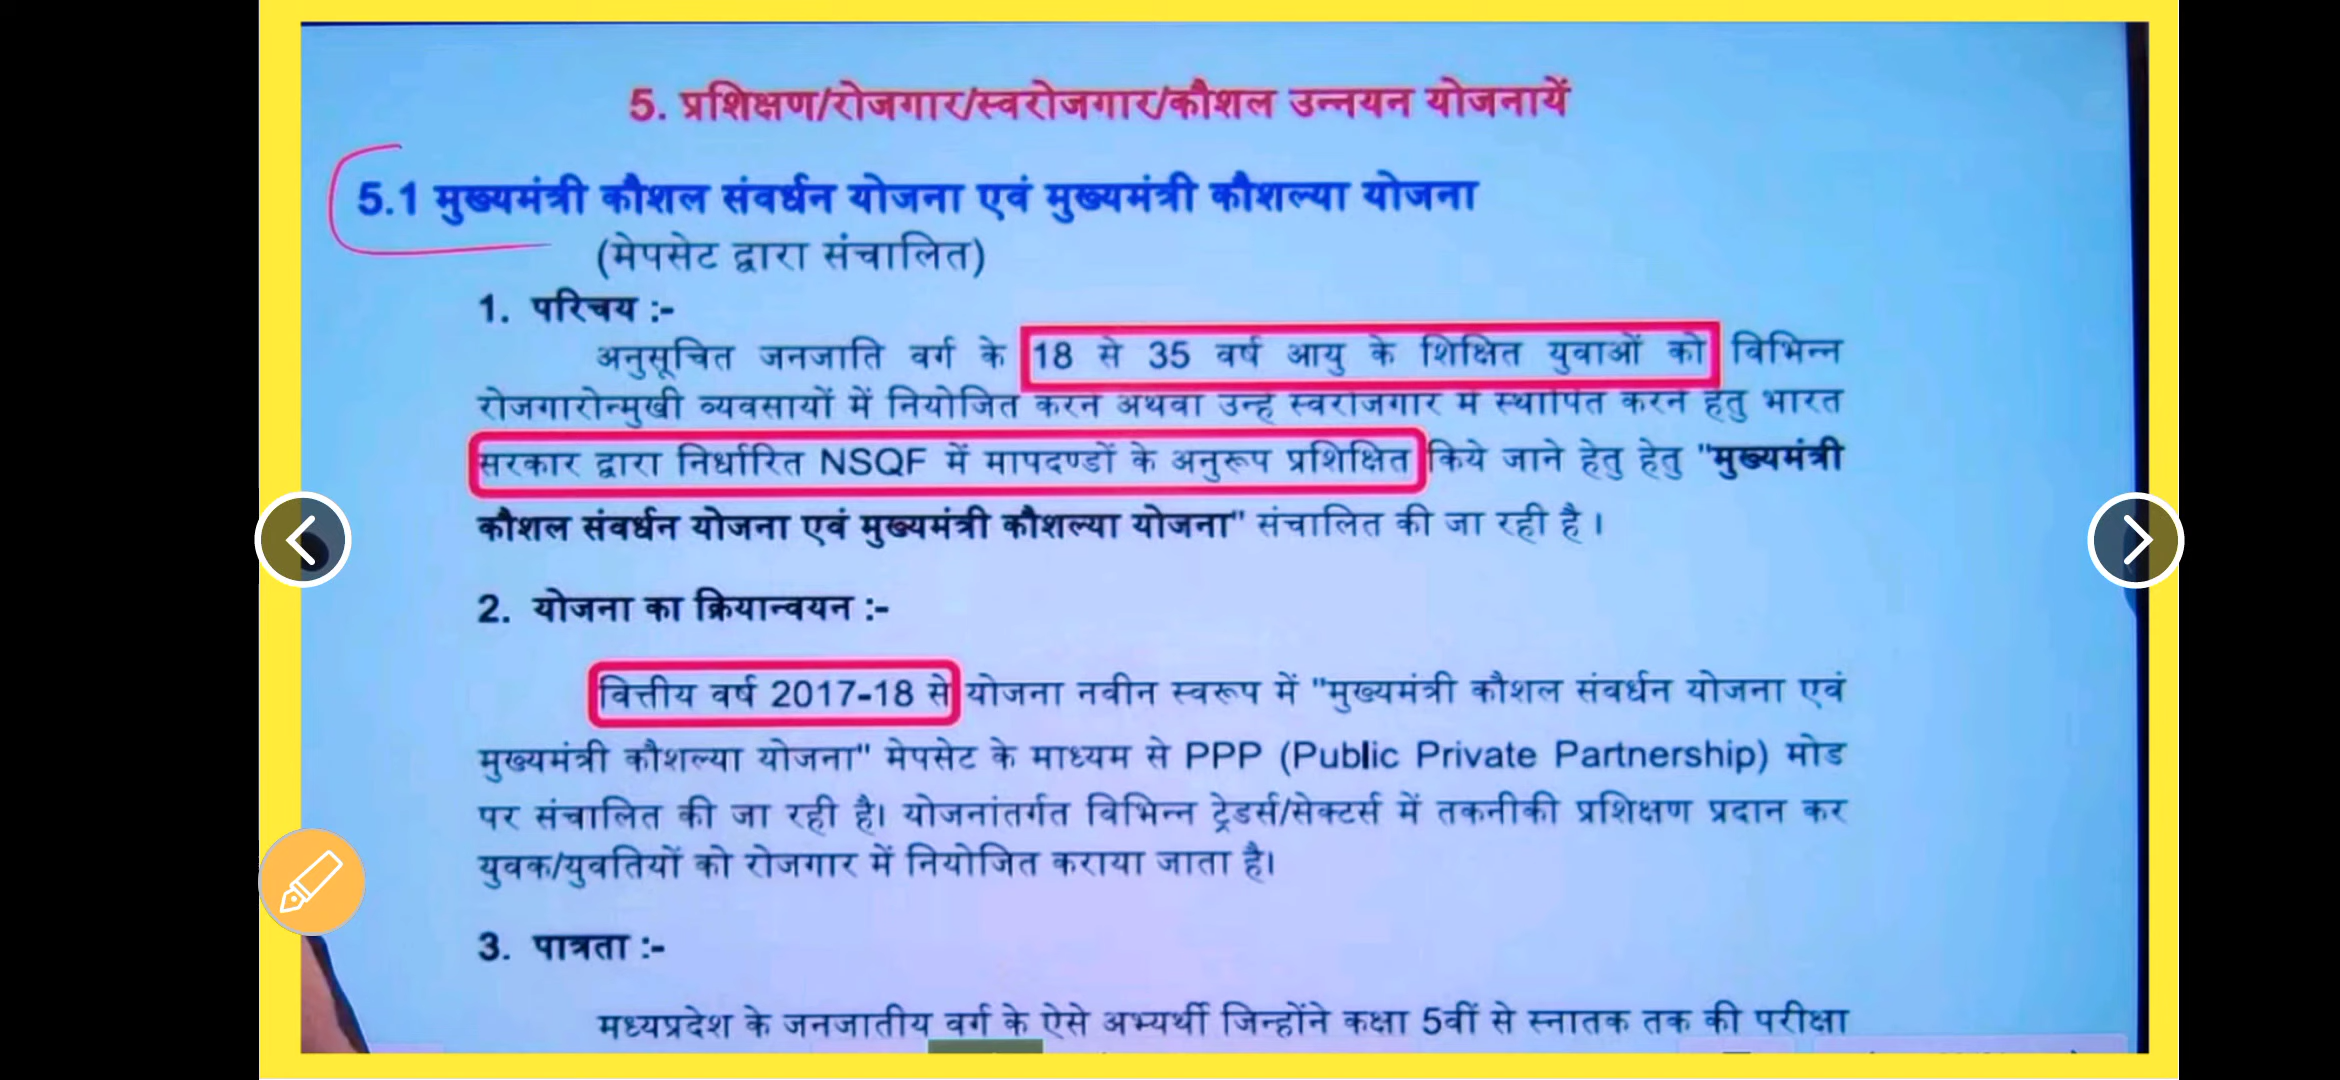 5. प्रशिक्षण/रोजगार/स्वरोजगार/कौशल उन्नयन योजनायें
5.1 मुख्यमंत्री कौशल संवर्धन योजना एवं मुख्यमंत्री कौशल्या योजना
(मेपसेट द्वारा संचालित)
1. परिचय :-
अनुसूचित जनजाति वर्ग के 18 से 35 वर्ष आयु के शिक्षित युवाओं को विभिन्न
रोजगारोन्मुखी व्यवसायों में नियोजित करने अथवा उन्हें स्वरोजगार में स्थापित करने हेतु भारत
सरकार द्वारा निर्धारित NSQF में मापदण्डों के अनुरूप प्रशिक्षित किये जाने हेतु हेतु "मुख्यमंत्री
कौशल संवर्धन योजना एवं मुख्यमंत्री कौशल्या योजना" संचालित की जा रही है ।
2. योजना का क्रियान्वयन :-
वित्तीय वर्ष 2017-18 से योजना नवीन स्वरूप में "मुख्यमंत्री कौशल संवर्धन योजना एवं
मुख्यमंत्री कौशल्या योजना" मेपसेट के माध्यम से PPP (Public Private Partnership) मोड
पर संचालित की जा रही है। योजनांतर्गत विभिन्न ट्रेडर्स/सेक्टर्स में तकनीकी प्रशिक्षण प्रदान कर
युवक/युवतियों को रोजगार में नियोजित कराया जाता है।
3. पात्रता :-
मध्यप्रदेश के जनजातीय वर्ग के ऐसे अभ्यर्थी जिन्होंने कक्षा 5वीं से स्नातक तक की परीक्षा